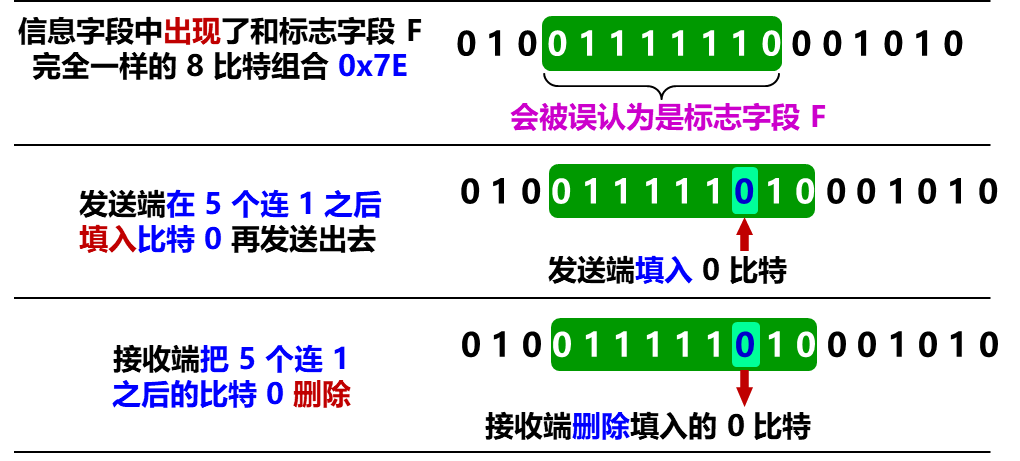 信息字段中出现了和标志字段 F
完全一样的 8 比特组合 0x7E
0 1 0 0 1 1 1 1 1 1 0 0 0 1 0 1 0
会被误认为是标志字段 F
发送端在 5 个连 1 之后
填入比特 0 再发送出去
0 1 0 0 1 1 1 1 1 0 1 0 0 0 1 0 1 0
发送端填入 0 比特
接收端把 5 个连 1
之后的比特 0 删除
0 1 0 0 1 1 1 1 1 0 1 0 0 0 1 0 1 0
接收端删除填入的 0 比特